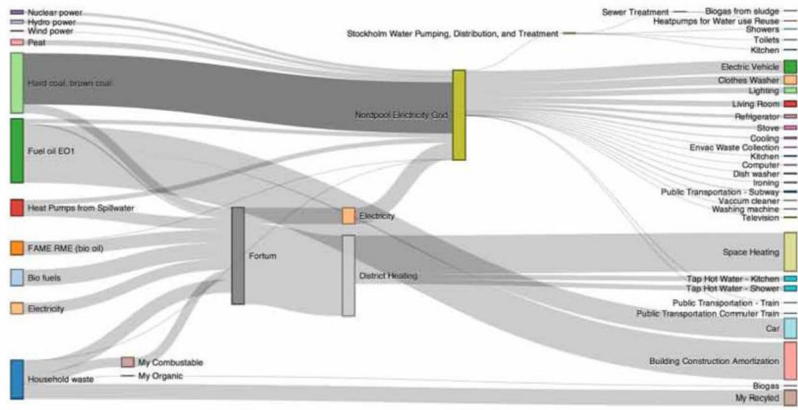 Nuclear power
Hydro power
Wind power
Peat
Hard coal, brown coal
Fuel oil EO1
Heat Pumps from Spillwater
FAME RME (bio oil)
Bio fuels
Electricity
Household waste
My Combustable
My Organic
Fortum
Electricity
District Heating
Nordpool Electricity Grid
Stockholm Water Pumping, Distribution, and Treatment
Sewer Treatment
Biogas from sludge
Heatpumps for Water use Reuse
Showers
Toilets
Kitchen
Electric Vehicle
Clothes Washer
Lighting
Living Room
Refrigerator
Stove
Cooling
Envac Waste Collection
Kitchen
Computer
Dish washer
Ironing
Public Transportation - Subway
Vaccum cleaner
Washing machine
Television
Space Heating
Tap Hot Water - Kitchen
Tap Hot Water - Shower
Public Transportation - Train
Public Transportation Commuter Train
Car
Building Construction Amortization
Biogas
My Recyled